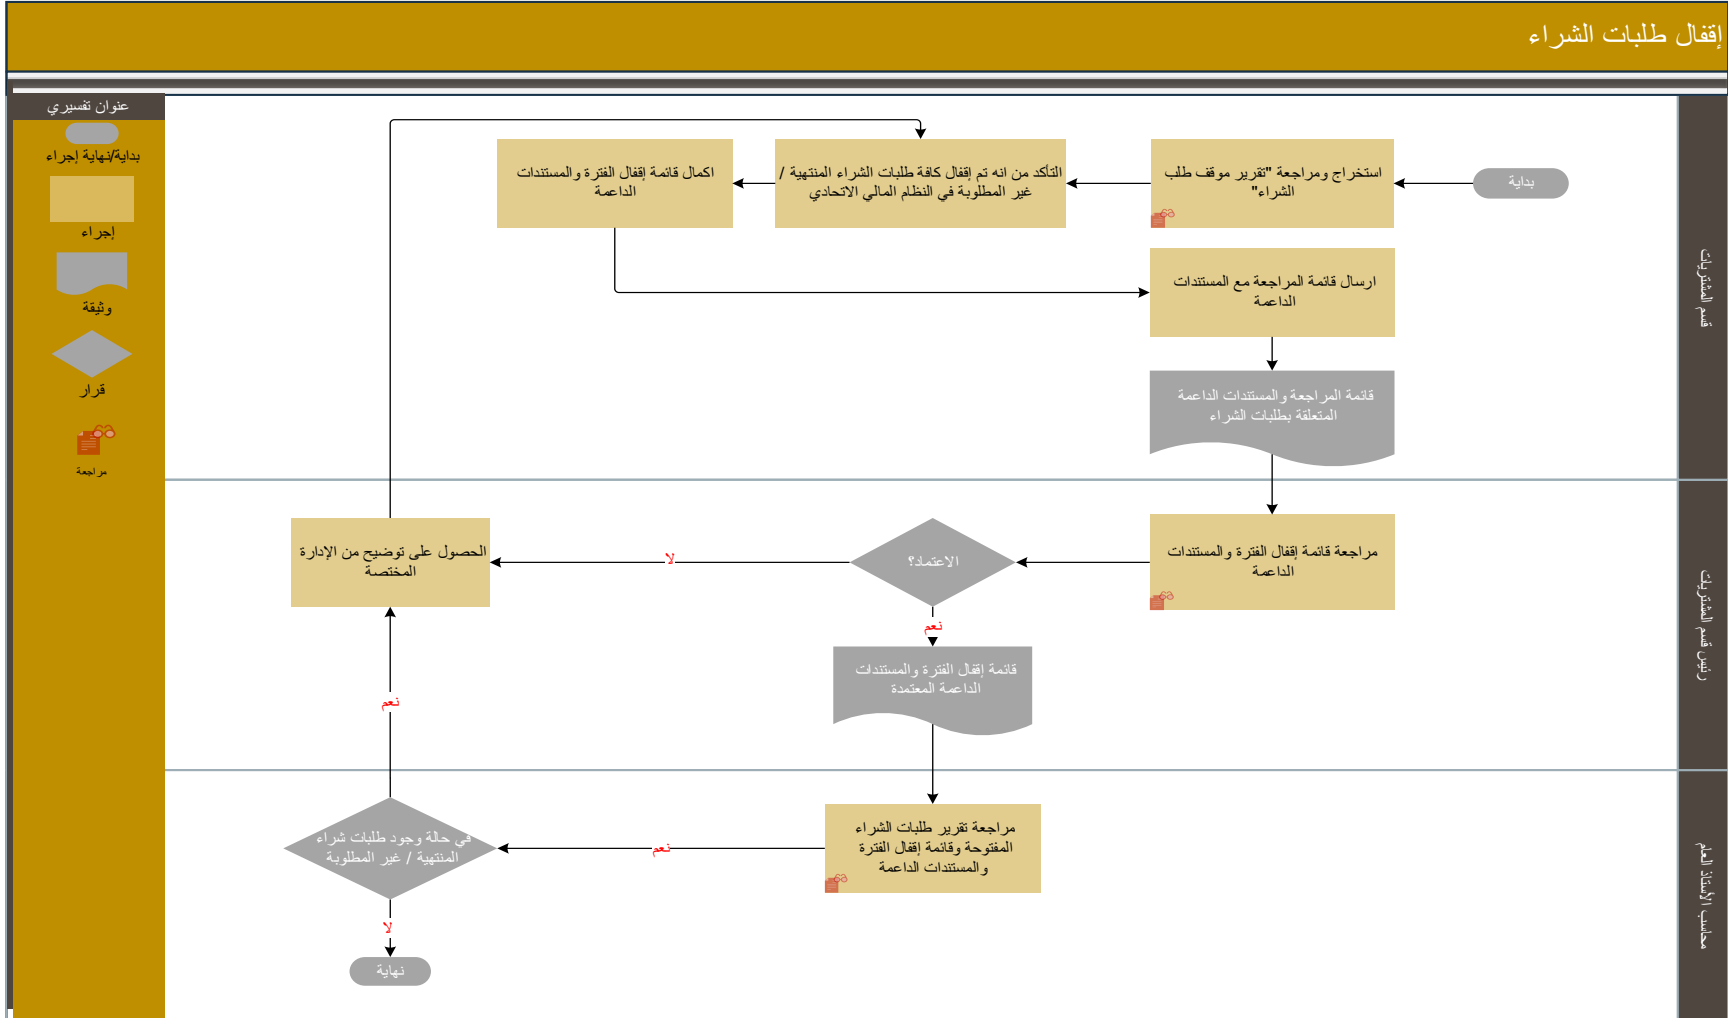 إقفال طلبات الشراء
عنوان تفسيري
بداية/نهاية إجراء
إجراء
وثيقة
قرار
مراجعة
قسم المشتريات
بداية
استخراج ومراجعة "تقرير موقف طلب
الشراء"
التأكد من انه تم إقفال كافة طلبات الشراء المنتهية /
غير المطلوبة في النظام المالي الاتحادي
اكمال قائمة إقفال الفترة والمستندات
الداعمة
ارسال قائمة المراجعة مع المستندات
الداعمة
قائمة المراجعة والمستندات الداعمة
المتعلقة بطلبات الشراء
رئيس قسم المشتريات
مراجعة قائمة إقفال الفترة والمستندات
الداعمة
الاعتماد؟
لا
الحصول على توضيح من الإدارة
المختصة
نعم
قائمة إقفال الفترة والمستندات
الداعمة المعتمدة
نعم
محاسب الأستاذ العام
مراجعة تقرير طلبات الشراء
المفتوحة وقائمة إقفال الفترة
والمستندات الداعمة
نعم
في حالة وجود طلبات شراء
المنتهية / غير المطلوبة
لا
نهاية